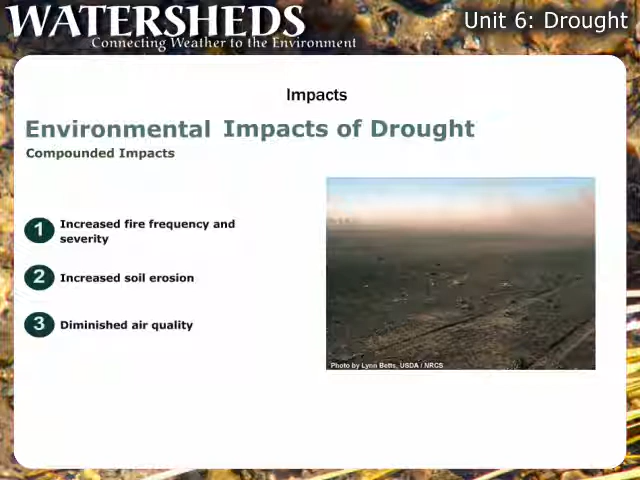 WATERSHEDS
Connecting Weather to the Environment
Unit 6: Drought
Impacts
Environmental Impacts of Drought
Compounded Impacts
1 Increased fire frequency and
severity
2 Increased soil erosion
3 Diminished air quality
Photo by Lynn Betts, USDA / NRCS